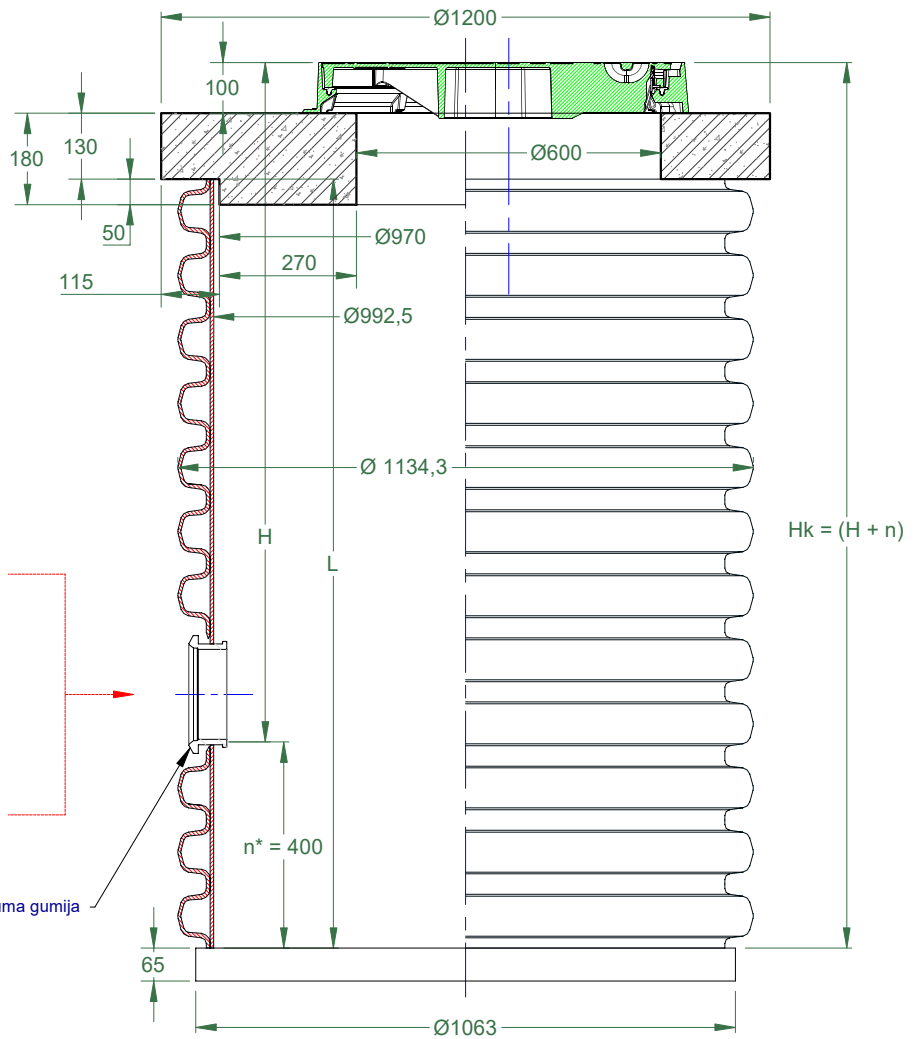 Ø1200
100
130
180
Ø600
50
Ø970
270
115
Ø992,5
Ø 1134,3
Hk = (H + n)
H
L
n* = 400
gumija
65
Ø1063